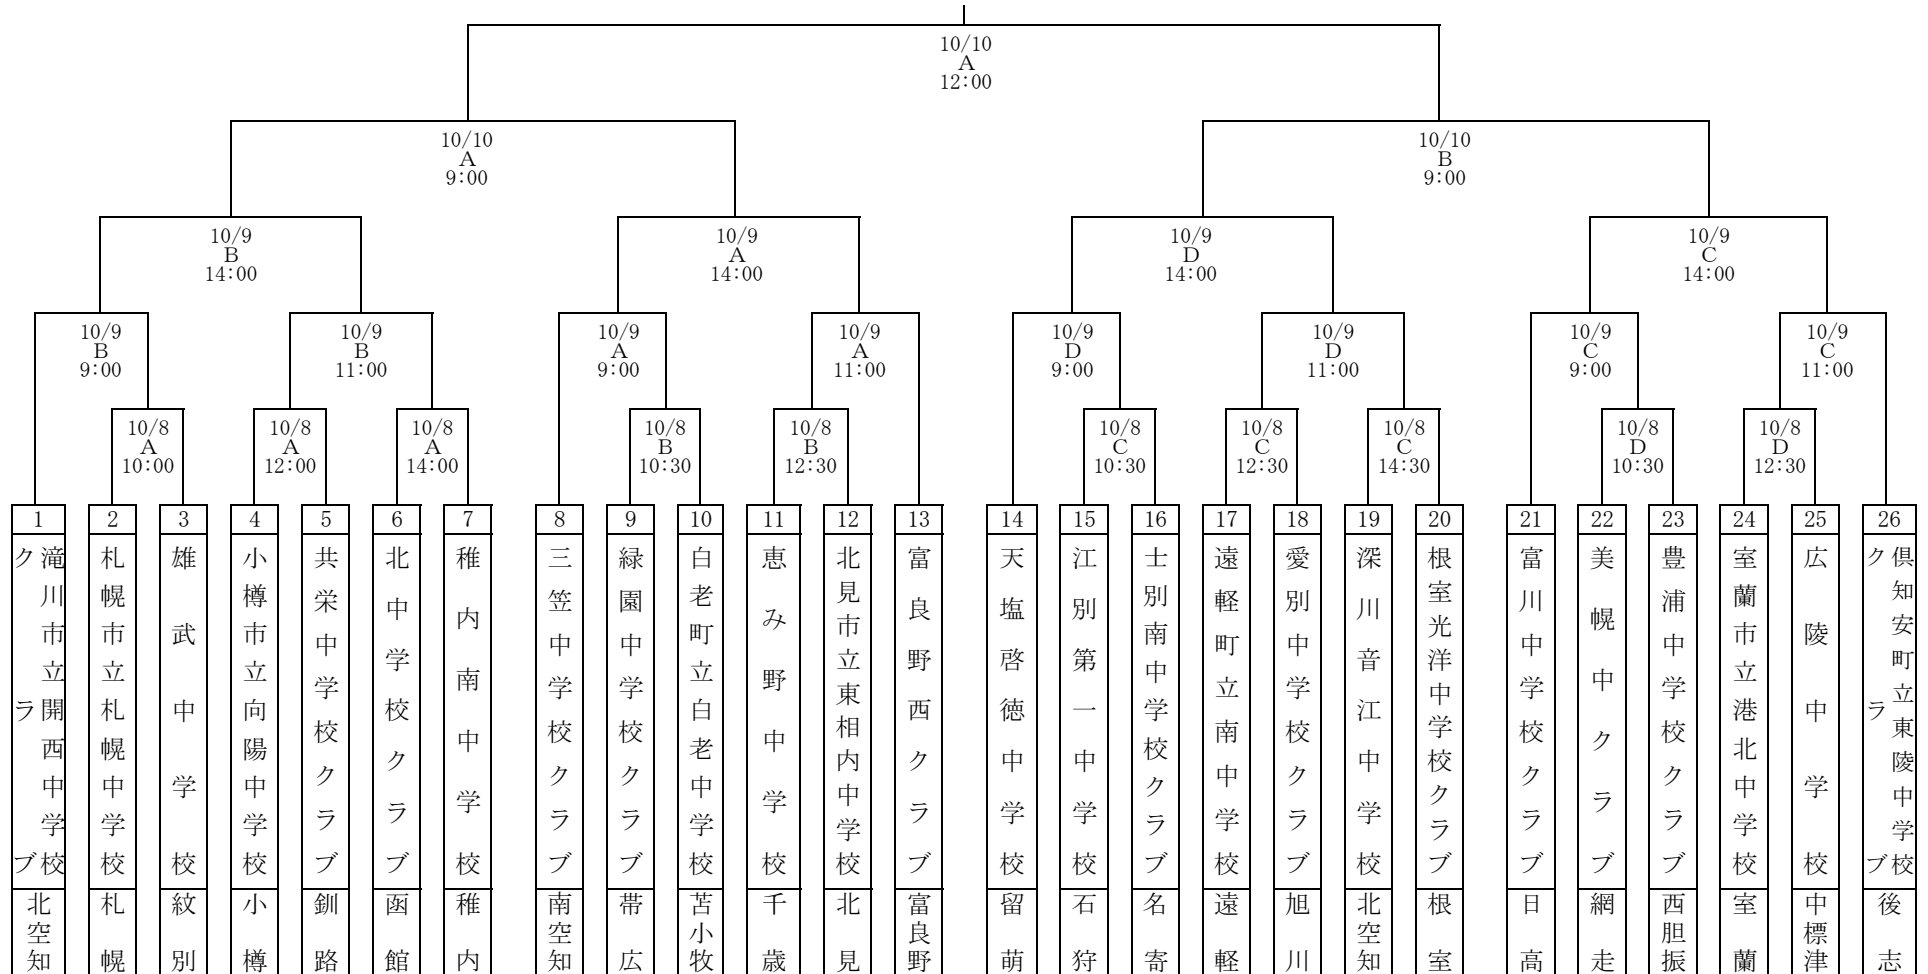 10/10
A
12:00
10/10
A
9:00
10/10
B
9:00
10/9
B
14:00
10/9
A
14:00
10/9
D
14:00
10/9
C
14:00
10/9
B
9:00
10/9
B
11:00
10/9
A
9:00
10/9
A
11:00
10/9
D
9:00
10/9
D
11:00
10/9
C
9:00
10/9
C
11:00
10/8
A
10:00
10/8
A
12:00
10/8
A
14:00
10/8
B
10:30
10/8
B
12:30
10/8
C
10:30
10/8
C
12:30
10/8
C
14:30
10/8
D
10:30
10/8
D
12:30
1
滝川市立開西中学校
クラブ
北空知
2
札幌市立札幌中学校
札幌
3
雄武中学校
紋別
4
小樽市立向陽中学校
小樽
5
共栄中学校クラブ
釧路
6
北中学校クラブ
函館
7
稚内南中学校
稚内
8
三笠中学校クラブ
南空知
9
緑園中学校クラブ
帯広
10
白老町立白老中学校
苫小牧
11
恵み野中学校
千歳
12
北見市立東相内中学校
北見
13
富良野西クラブ
富良野
14
天塩啓徳中学校
留萌
15
江別第一中学校
石狩
16
士別南中学校クラブ
名寄
17
遠軽町立南中学校
遠軽
18
愛別中学校クラブ
旭川
19
深川音江中学校
北空知
20
根室光洋中学校クラブ
根室
21
富川中学校クラブ
日高
22
美幌中クラブ
網走
23
豊浦中学校クラブ
西胆振
24
室蘭市立港北中学校
室蘭
25
広陵中学校
中標津
26
倶知安町立東陵中学校
クラブ
後志